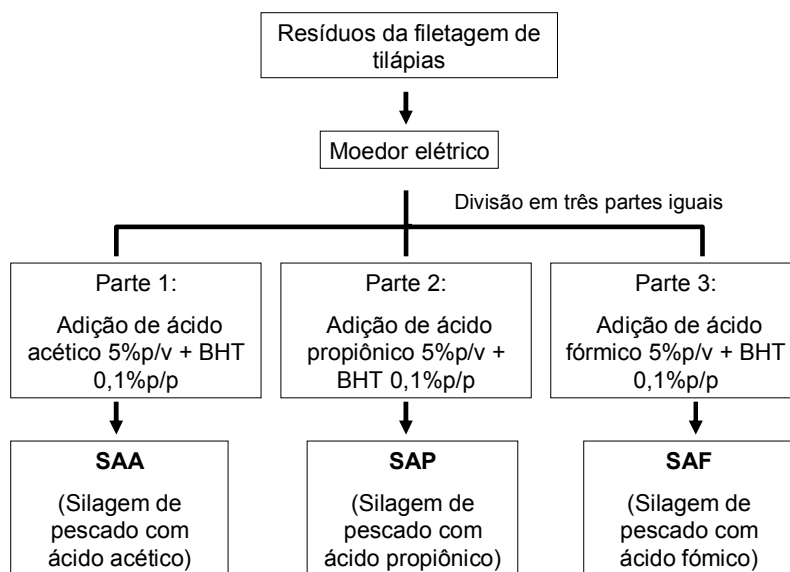 Resíduos da filetagem de
tilápias
Moedor elétrico
Divisão em três partes iguais
Parte 1:
Adição de ácido
acético 5%p/v + BHT
0,1%p/p
Parte 2:
Adição de ácido
propiônico 5%p/v +
BHT 0,1%p/p
Parte 3:
Adição de ácido
fórmico 5%p/v + BHT
0,1%p/p
SAA
(Silagem de
pescado com
ácido acético)
SAP
(Silagem de
pescado com
ácido propiônico)
SAF
(Silagem de
pescado com
ácido fómico)